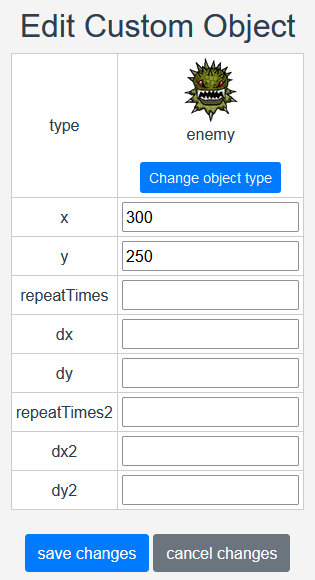 Edit Custom Object
type
enemy
Change object type
x
300
y
250
repeatTimes
dx
dy
repeatTimes2
dx2
dy2
save changes cancel changes